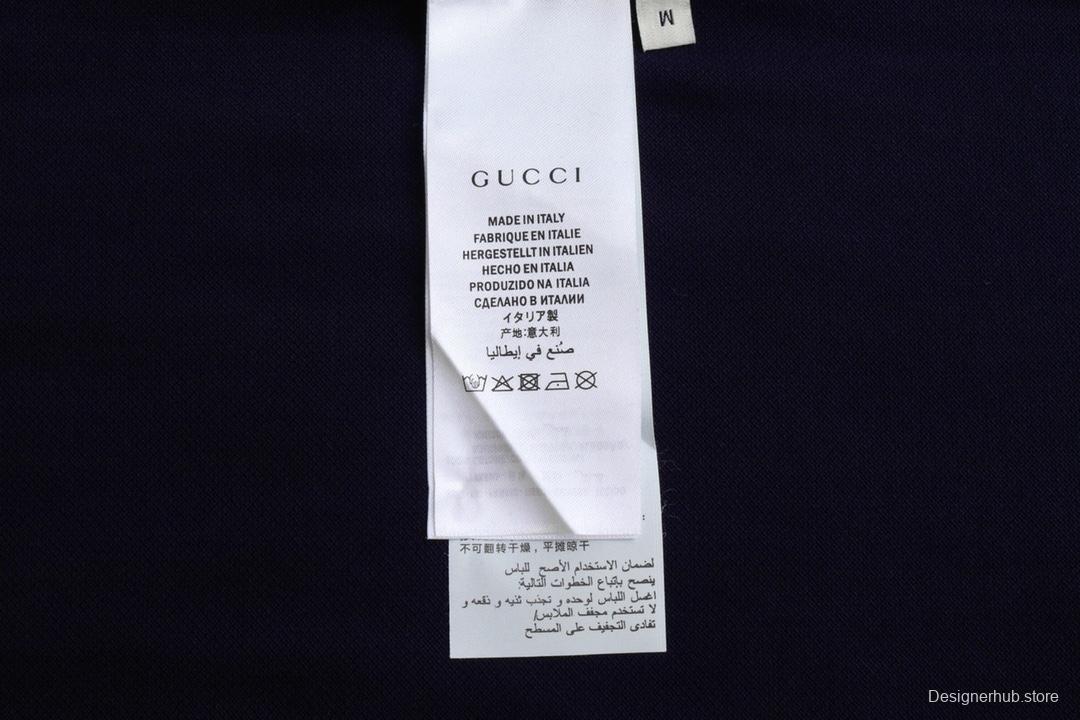 M
GUCCI
MADE IN ITALY
FABRIQUE EN ITALIE
HERGESTELLT IN ITALIEN
HECHO EN ITALIA
PRODUZIDO NA ITALIA
СДЕЛАНО В ИТАЛИИ
イタリア製
产地:意大利
صُنع في إيطاليا
不可翻转干燥，平摊晾干
لضمان الاستخدام الأصح للباس
ينصح بإتباع الخطوات التالية:
اغسل اللباس لوحده و تجنب ثنيه و نقعه و
لا تستخدم مجفف الملابس/
تفادى التجفيف على المسطح
Designerhub.store